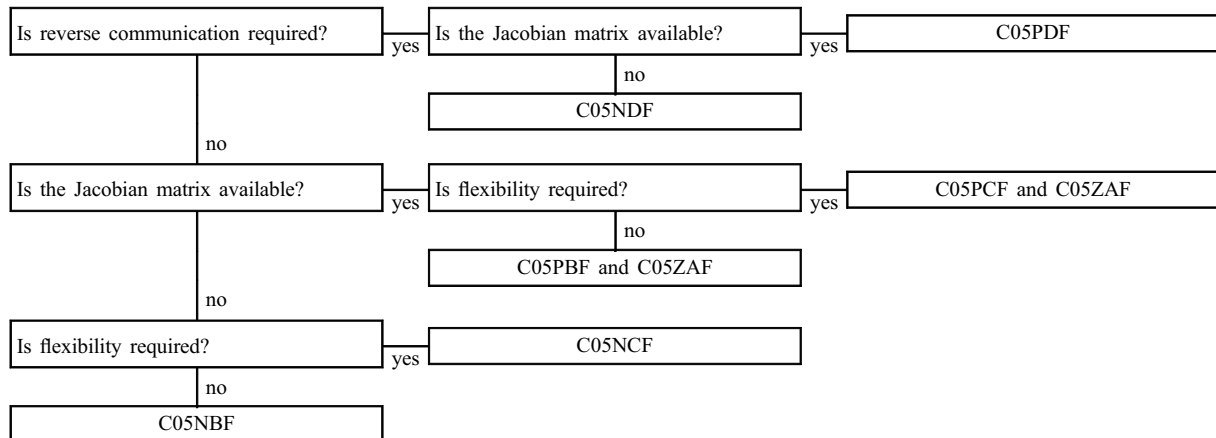 Is reverse communication required?
yes
Is the Jacobian matrix available?
yes
C05PDF
no
C05NDF
no
Is the Jacobian matrix available?
yes
Is flexibility required?
yes
C05PCF and C05ZAF
no
C05PBF and C05ZAF
no
Is flexibility required?
yes
C05NCF
no
C05NBF